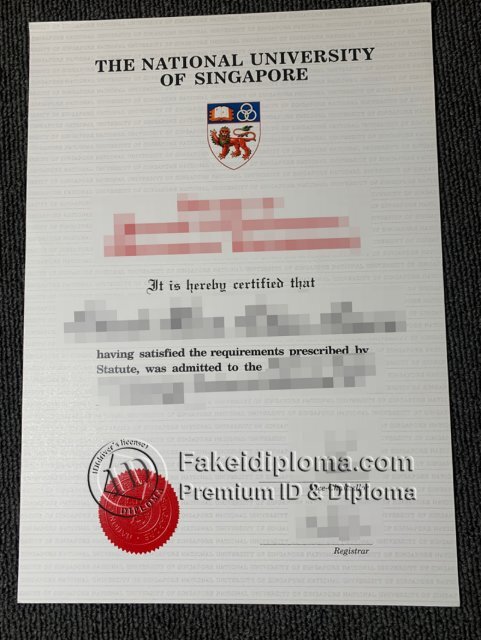 THE NATIONAL UNIVERSITY
OF SINGAPORE
It is hereby certified that
having satisfied the requirements prescribed by
Statute, was admitted to the
Fakeidiploma.com
Premium ID & Diploma
DIPLOMA
Registrar